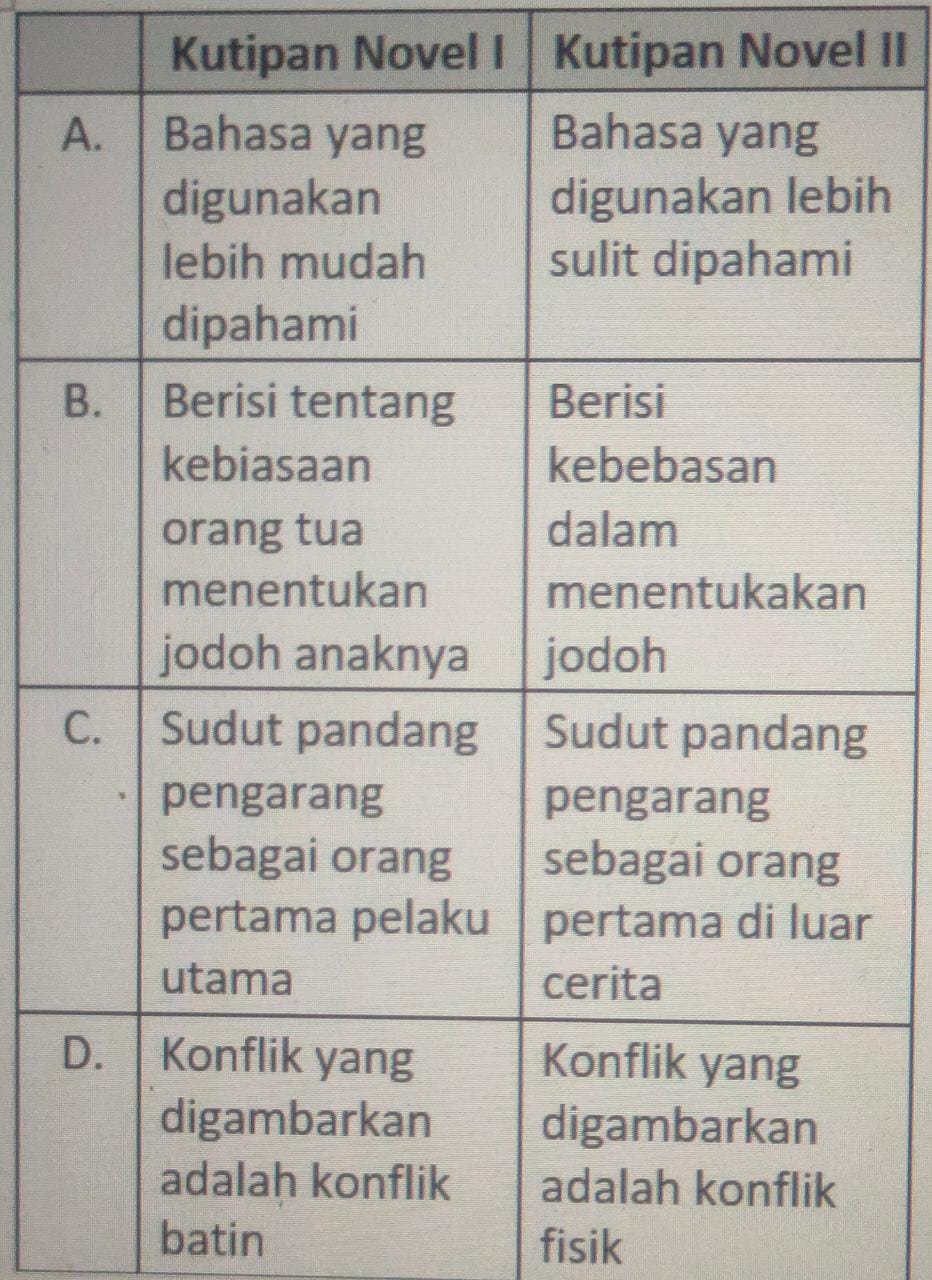 Kutipan Novel I
Kutipan Novel II
A.
Bahasa yang
digunakan
lebih mudah
dipahami
Bahasa yang
digunakan lebih
sulit dipahami
B.
Berisi tentang
kebiasaan
orang tua
menentukan
jodoh anaknya
Berisi
kebebasan
dalam
menentukakan
jodoh
C.
Sudut pandang
pengarang
sebagai orang
pertama pelaku
utama
Sudut pandang
pengarang
sebagai orang
pertama di luar
cerita
D.
Konflik yang
digambarkan
adalah konflik
batin
Konflik yang
digambarkan
adalah konflik
fisik